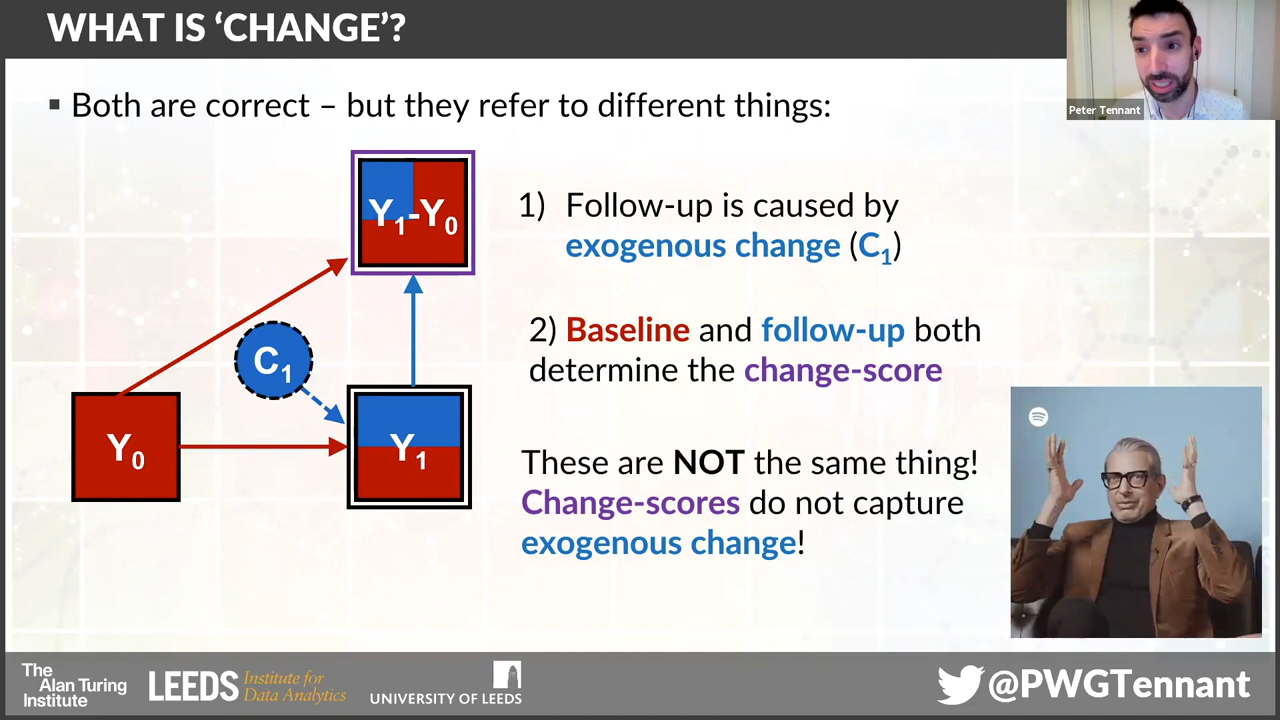 WHAT IS ‘CHANGE’?
Peter Tennant
▪ Both are correct – but they refer to different things:
Y₁-Y₀
C₁
Y₀
Y₁
1) Follow-up is caused by
exogenous change (C₁)
2) Baseline and follow-up both
determine the change-score
These are NOT the same thing!
Change-scores do not capture
exogenous change!
The
Alan Turing
Institute
LEEDS Institute for
Data Analytics
UNIVERSITY OF LEEDS
@PWGTennant